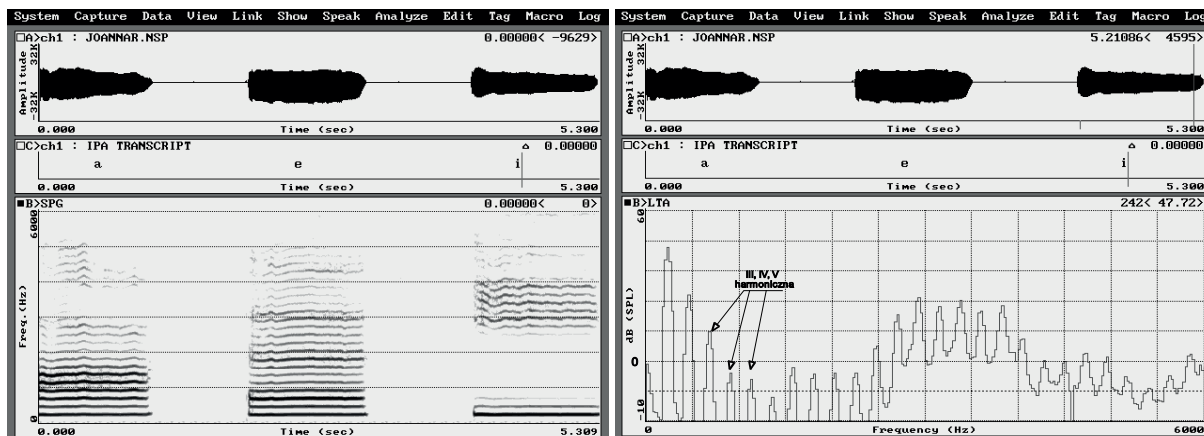 System Capture Data View Link Show Speak Analyze Edit Tag Macro Log
A>ch1 : JOANNAR.NSP 0.00000< -9629>
Amplitude
-32K 32K
0.000 Time (sec) 5.300
C>ch1 : IPA TRANSCRIPT 0.00000
a e i
0.000 Time (sec) 5.300
B>SPG 0.00000< 0>
Freq.(Hz)
0 6000
0.000 Time (sec) 5.309
System Capture Data View Link Show Speak Analyze Edit Tag Macro Log
A>ch1 : JOANNAR.NSP 5.21086< 4595>
Amplitude
-32K 32K
0.000 Time (sec) 5.300
C>ch1 : IPA TRANSCRIPT 0.00000
a e i
0.000 Time (sec) 5.300
B>LTA 242< 47.72>
60
III, IV, V
harmoniczna
dB (SPL)
0
-10
0 Frequency (Hz) 6000